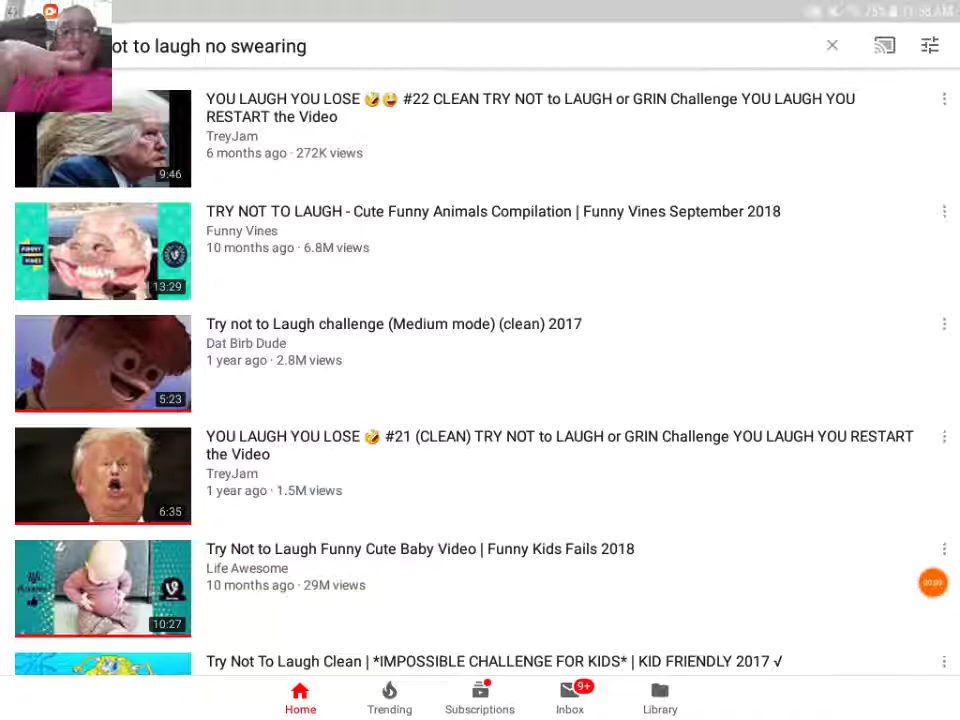 75% 11:38 AM
ot to laugh no swearing
YOU LAUGH YOU LOSE 🤣😜 #22 CLEAN TRY NOT to LAUGH or GRIN Challenge YOU LAUGH YOU
RESTART the Video
TreyJam
6 months ago · 272K views
9:46
TRY NOT TO LAUGH - Cute Funny Animals Compilation | Funny Vines September 2018
Funny Vines
10 months ago · 6.8M views
FUNNY
VINES
13:29
Try not to Laugh challenge (Medium mode) (clean) 2017
Dat Birb Dude
1 year ago · 2.8M views
5:23
YOU LAUGH YOU LOSE 🤣 #21 (CLEAN) TRY NOT to LAUGH or GRIN Challenge YOU LAUGH YOU RESTART
the Video
TreyJam
1 year ago · 1.5M views
6:35
Try Not to Laugh Funny Cute Baby Video | Funny Kids Fails 2018
Life Awesome
10 months ago · 29M views
10:27
Try Not To Laugh Clean | *IMPOSSIBLE CHALLENGE FOR KIDS* | KID FRIENDLY 2017 √
9+
Home Trending Subscriptions Inbox Library